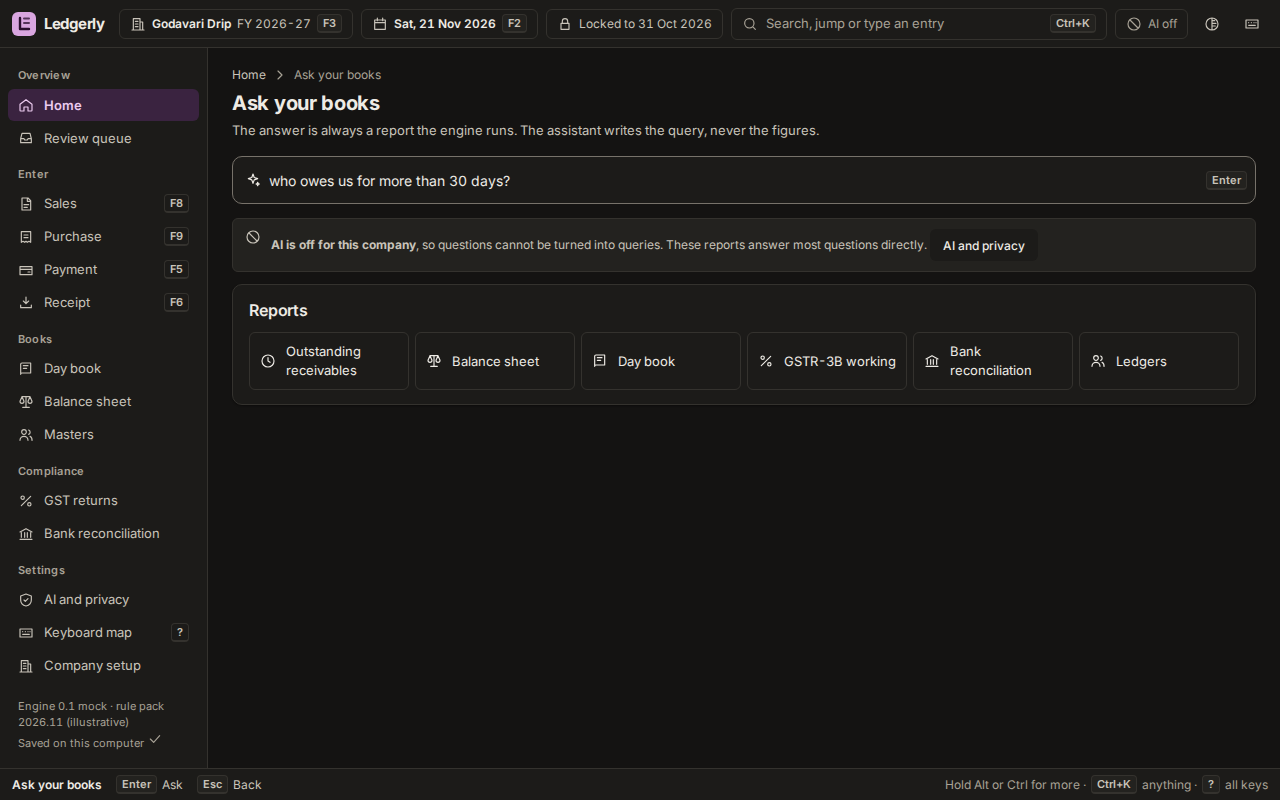 Ledgerly
Godavari Drip FY 2026-27 F3
Sat, 21 Nov 2026 F2
Locked to 31 Oct 2026
Search, jump or type an entry Ctrl+K
AI off
Overview
Home
Review queue
Enter
Sales F8
Purchase F9
Payment F5
Receipt F6
Books
Day book
Balance sheet
Masters
Compliance
GST returns
Bank reconciliation
Settings
AI and privacy
Keyboard map ?
Company setup
Engine 0.1 mock · rule pack
2026.11 (illustrative)
Saved on this computer
Home > Ask your books
Ask your books
The answer is always a report the engine runs. The assistant writes the query, never the figures.
who owes us for more than 30 days? Enter
AI is off for this company, so questions cannot be turned into queries. These reports answer most questions directly. AI and privacy
Reports
Outstanding
receivables
Balance sheet
Day book
GSTR-3B working
Bank
reconciliation
Ledgers
Ask your books Enter Ask Esc Back
Hold Alt or Ctrl for more · Ctrl+K anything · ? all keys